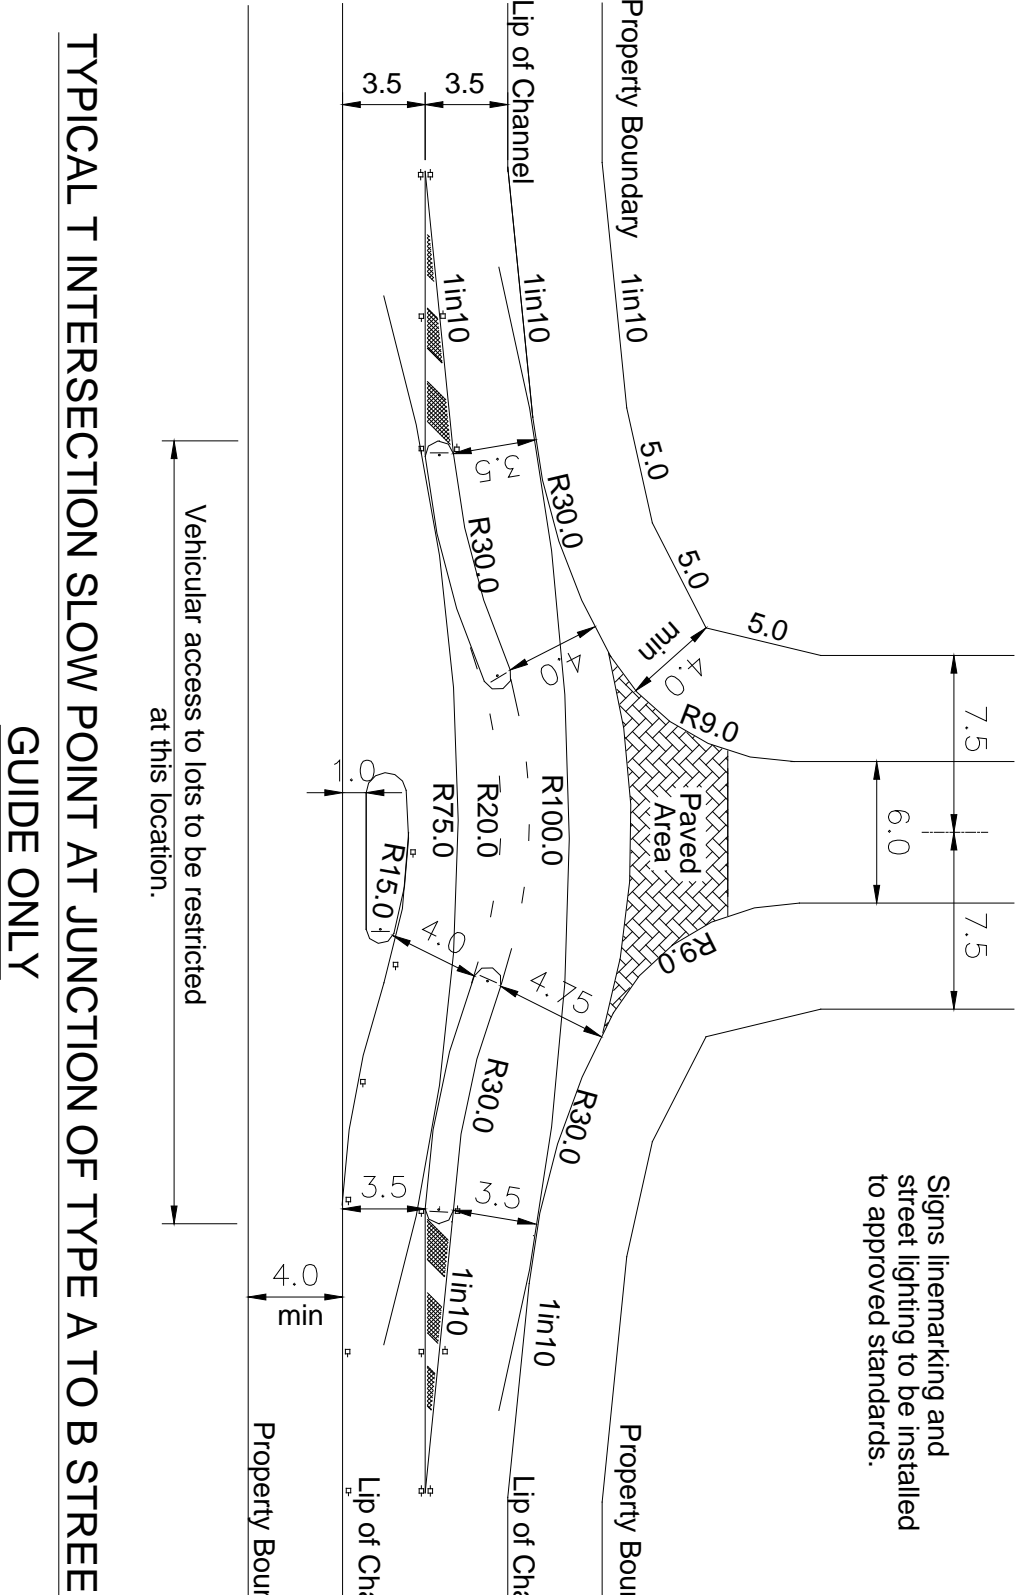 Signs linemarking and
street lighting to be installed
to approved standards.
7.5
7.5
6.0
Property Boundary
1in10
5.0
5.0
5.0
4.0
min
R9.0
R9.0
Paved
Area
Property Bour
Lip of Channel
1in10
R30.0
4.0
R100.0
4.75
R30.0
1in10
Lip of Cha
3.5
3.5
1in10
3.5
R30.0
R20.0
R75.0
4.0
R30.0
3.5
3.5
1in10
1.0
R15.0
Lip of Cha
4.0
min
Property Bour
Vehicular access to lots to be restricted
at this location.
TYPICAL T INTERSECTION SLOW POINT AT JUNCTION OF TYPE A TO B STREE
GUIDE ONLY